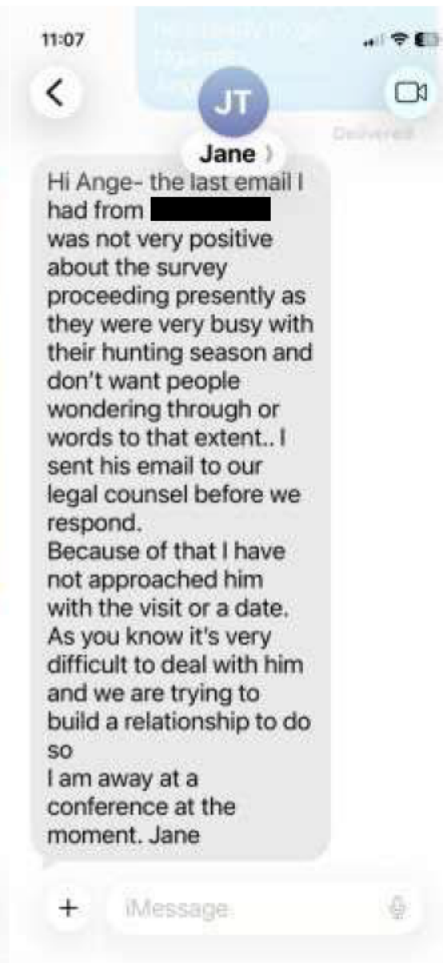 11:07
JT
Jane
Delivered
Hi Ange- the last email I
had from
was not very positive
about the survey
proceeding presently as
they were very busy with
their hunting season and
don't want people
wondering through or
words to that extent.. I
sent his email to our
legal counsel before we
respond.
Because of that I have
not approached him
with the visit or a date.
As you know it's very
difficult to deal with him
and we are trying to
build a relationship to do
so
I am away at a
conference at the
moment. Jane
iMessage